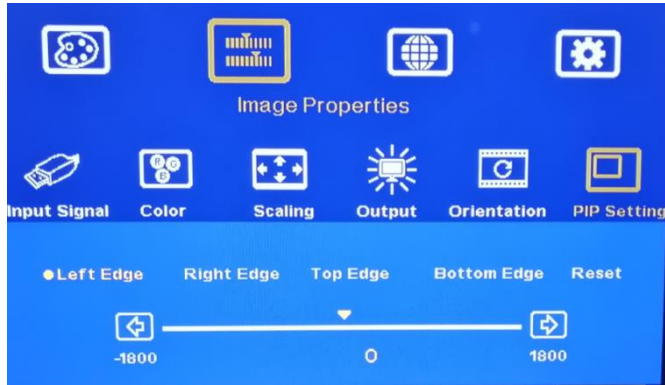 Image Properties
R G B
Input Signal Color Scaling Output Orientation PIP Setting
Left Edge Right Edge Top Edge Bottom Edge Reset
-1800 0 1800